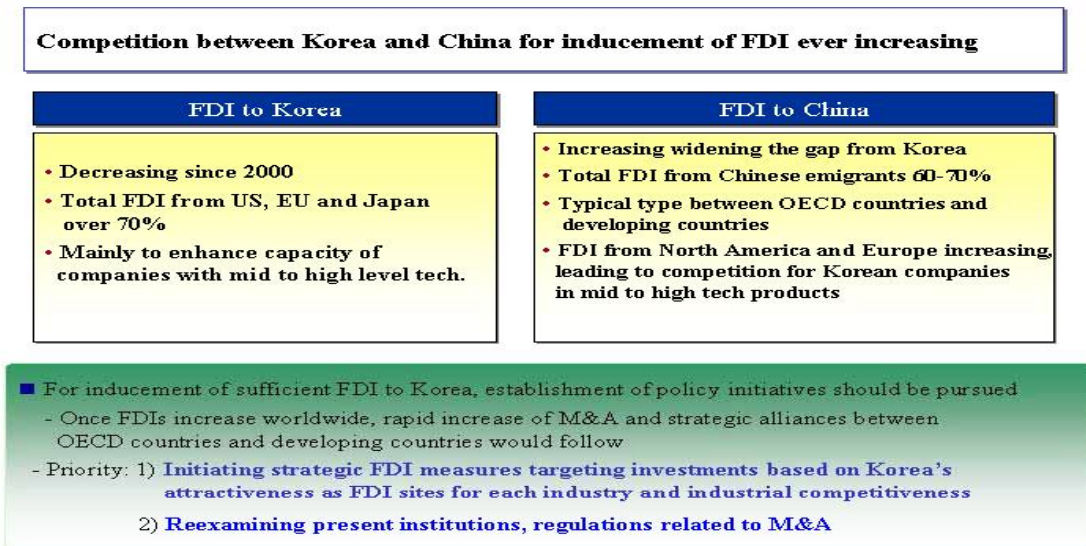 Competition between Korea and China for inducement of FDI ever increasing
FDI to Korea
• Decreasing since 2000
• Total FDI from US, EU and Japan
over 70%
• Mainly to enhance capacity of
companies with mid to high level tech.
FDI to China
• Increasing widening the gap from Korea
• Total FDI from Chinese emigrants 60-70%
• Typical type between OECD countries and
developing countries
• FDI from North America and Europe increasing,
leading to competition for Korean companies
in mid to high tech products
■ For inducement of sufficient FDI to Korea, establishment of policy initiatives should be pursued
- Once FDIs increase worldwide, rapid increase of M&A and strategic alliances between
OECD countries and developing countries would follow
- Priority: 1) Initiating strategic FDI measures targeting investments based on Korea's
attractiveness as FDI sites for each industry and industrial competitiveness
2) Reexamining present institutions, regulations related to M&A